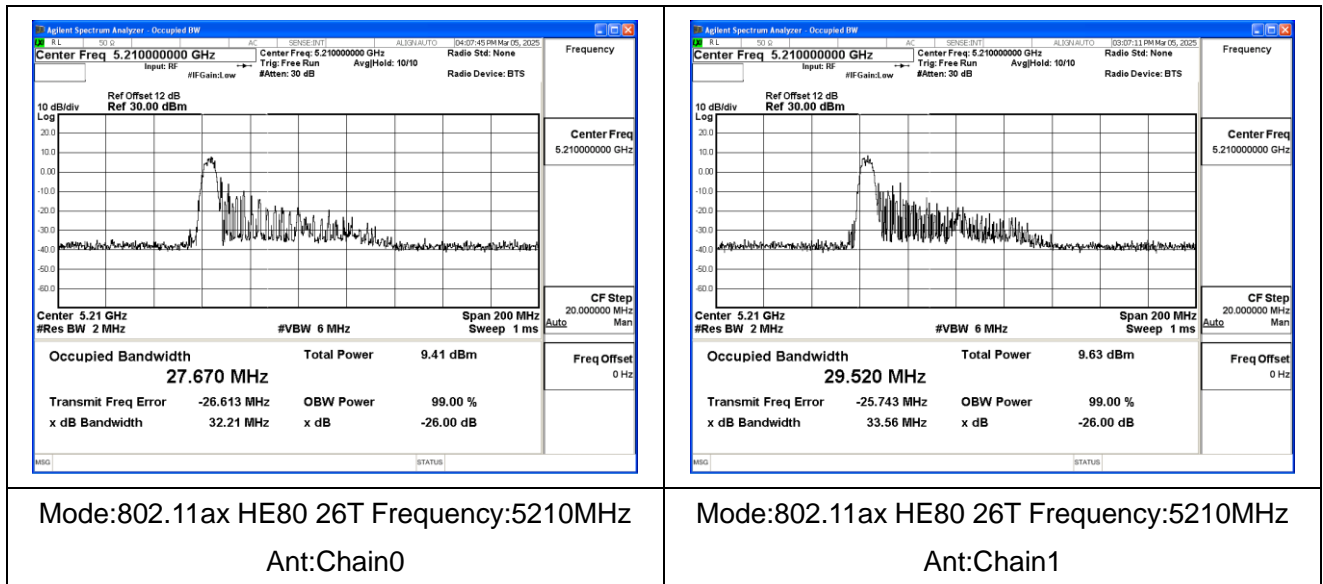 Agilent Spectrum Analyzer - Occupied BW
RL 50 Ω AC SENSE:INT ALIGNAUTO 04:07:45 PM Mar 05, 2025
Center Freq 5.210000000 GHz
Center Freq: 5.210000000 GHz
Radio Std: None
Frequency
Input: RF
Trig: Free Run Avg|Hold: 10/10
#IFGain:Low #Atten: 30 dB Radio Device: BTS
Ref Offset 12 dB
10 dB/div Ref 30.00 dBm
Log
20.0
10.0
0.00
-10.0
-20.0
-30.0
-40.0
-50.0
-60.0
Center 5.21 GHz Span 200 MHz
#Res BW 2 MHz #VBW 6 MHz Sweep 1 ms
Center Freq
5.210000000 GHz
CF Step
20.000000 MHz
Auto Man
Freq Offset
0 Hz
Occupied Bandwidth Total Power 9.41 dBm
27.670 MHz
Transmit Freq Error -26.613 MHz OBW Power 99.00 %
x dB Bandwidth 32.21 MHz x dB -26.00 dB
MSG STATUS
Mode:802.11ax HE80 26T Frequency:5210MHz
Ant:Chain0
Agilent Spectrum Analyzer - Occupied BW
RL 50 Ω AC SENSE:INT ALIGNAUTO 03:07:11 PM Mar 05, 2025
Center Freq 5.210000000 GHz
Center Freq: 5.210000000 GHz
Radio Std: None
Frequency
Input: RF
Trig: Free Run Avg|Hold: 10/10
#IFGain:Low #Atten: 30 dB Radio Device: BTS
Ref Offset 12 dB
10 dB/div Ref 30.00 dBm
Log
20.0
10.0
0.00
-10.0
-20.0
-30.0
-40.0
-50.0
-60.0
Center 5.21 GHz Span 200 MHz
#Res BW 2 MHz #VBW 6 MHz Sweep 1 ms
Center Freq
5.210000000 GHz
CF Step
20.000000 MHz
Auto Man
Freq Offset
0 Hz
Occupied Bandwidth Total Power 9.63 dBm
29.520 MHz
Transmit Freq Error -25.743 MHz OBW Power 99.00 %
x dB Bandwidth 33.56 MHz x dB -26.00 dB
MSG STATUS
Mode:802.11ax HE80 26T Frequency:5210MHz
Ant:Chain1